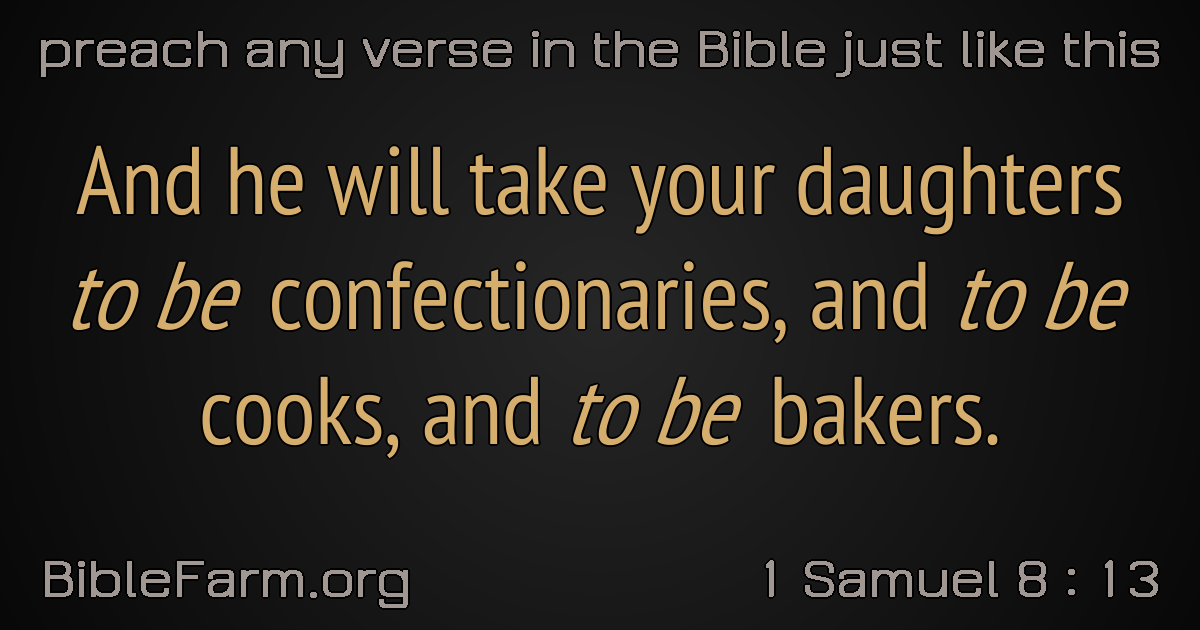 preach any verse in the Bible just like this
And he will take your daughters
to be confectionaries, and to be
cooks, and to be bakers.
BibleFarm.org
1 Samuel 8 : 13